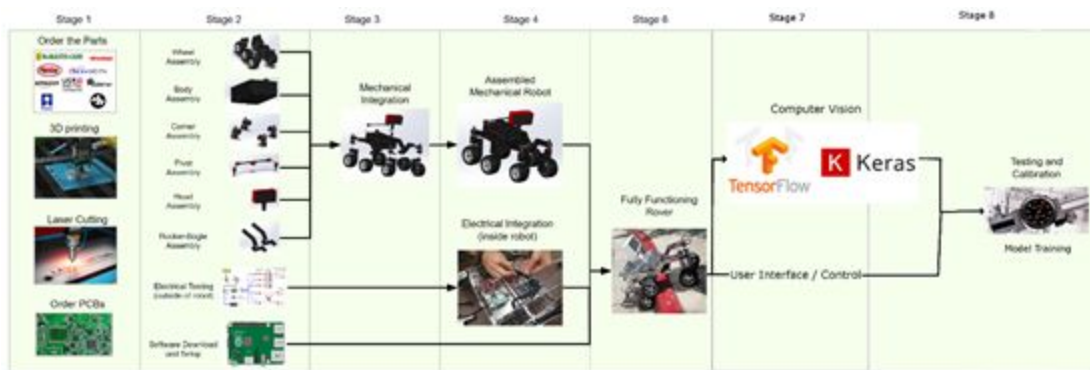 Stage 1
Stage 2
Stage 3
Stage 4
Stage 6
Stage 7
Stage 8
Order the Parts
3D printing
Laser Cutting
Order PCBs
Wheel
Assembly
Body
Assembly
Corner
Assembly
Pivot
Assembly
Head
Assembly
Rocker-Bogie
Assembly
Electrical Testing
(outside of robot)
Software Download
and Setup
Mechanical
Integration
Assembled
Mechanical Robot
Electrical Integration
(inside robot)
Fully Functioning
Rover
Computer Vision
TensorFlow
K Keras
User Interface / Control
Testing and
Calibration
Model Training